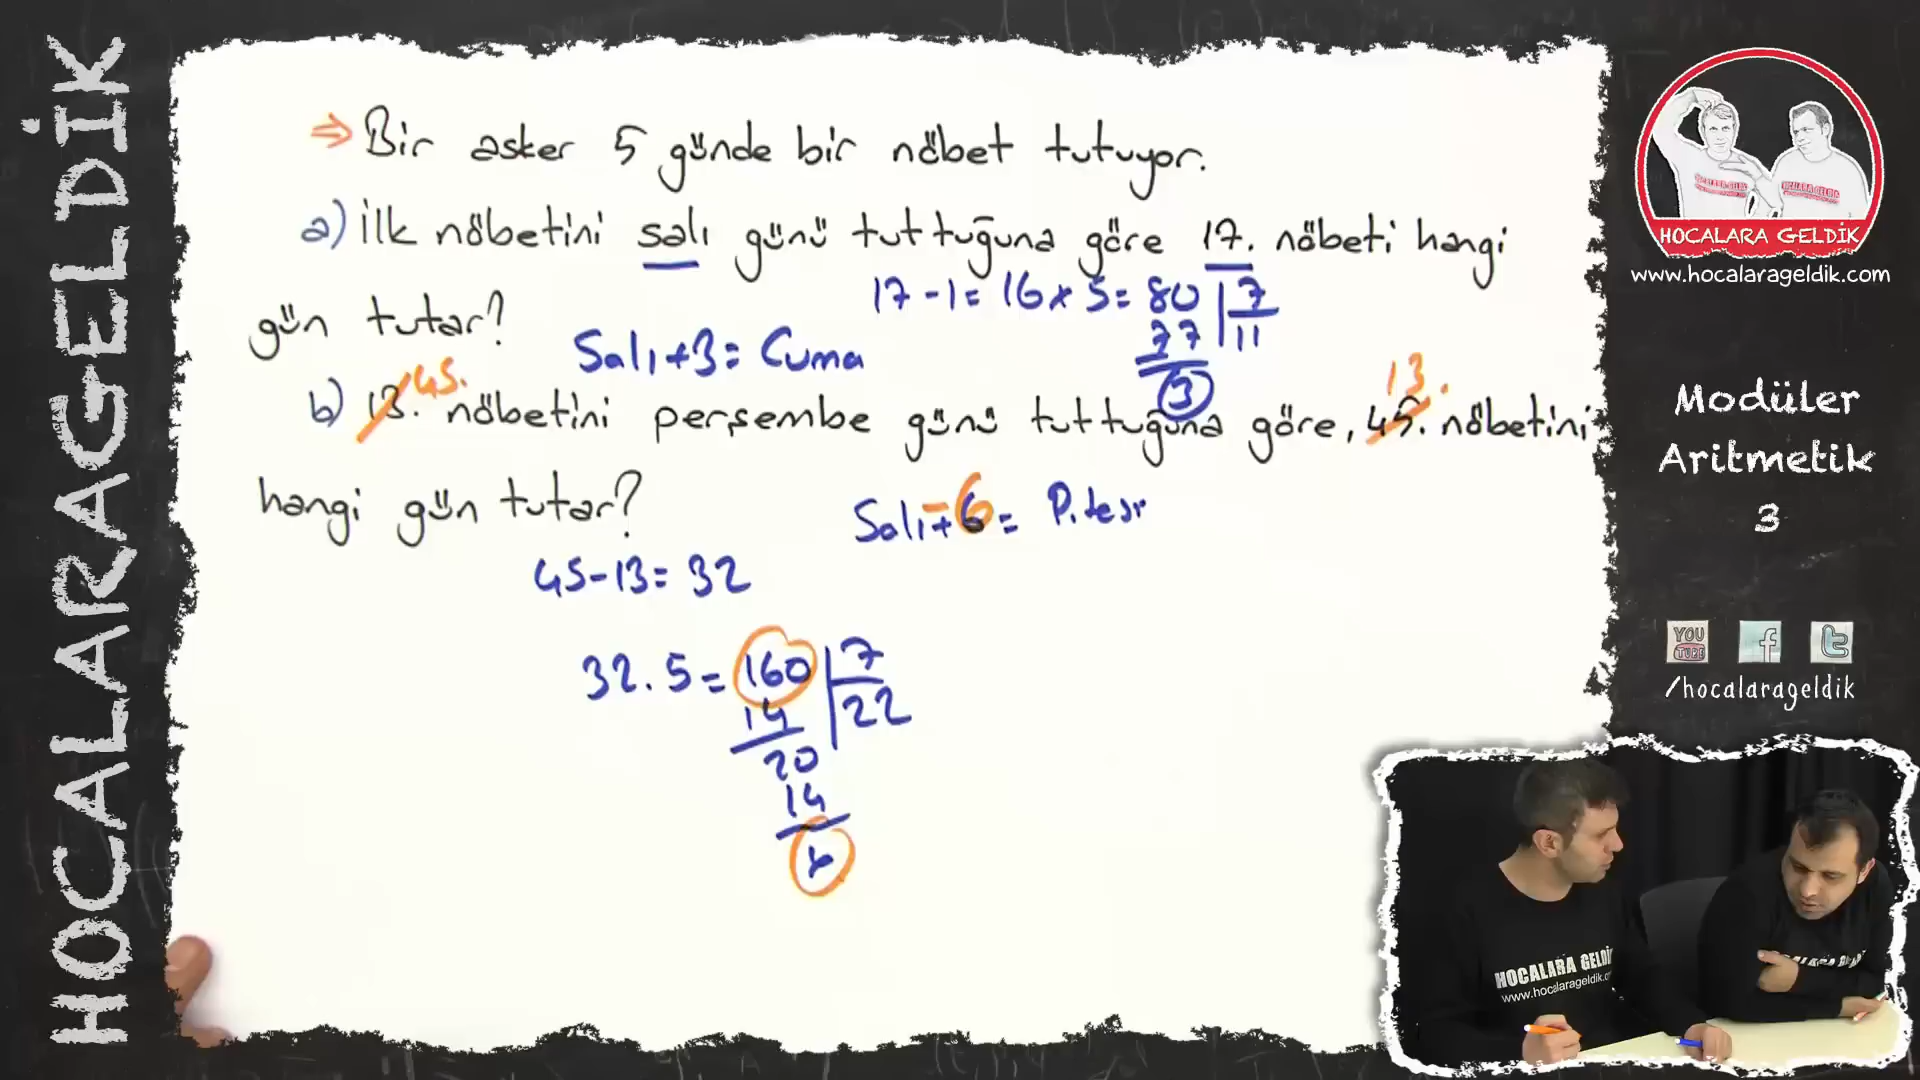 HOCALARAGELDİK
⇒ Bir asker 5 günde bir nöbet tutuyor.
a) İlk nöbetini salı günü tuttuğuna göre 17. nöbeti hangi
17 - 1 = 16 x 5 = 80 7
77 11
3
gün tutar?
Salı + 3 = Cuma
45. 13.
b) 13. nöbetini perşembe günü tuttuğuna göre, 45. nöbetini
hangi gün tutar?
Salı + 6 = P.tesi
- 6
45 - 13 = 32
32 . 5 = 160 7
14 22
20
14
6
HOCALARA GELDİK
www.hocalarageldik.com
Modüler
Aritmetik
3
YOU
TUBE
f
t
/hocalarageldik
HOCALARA GELDİK
www.hocalarageldik.co